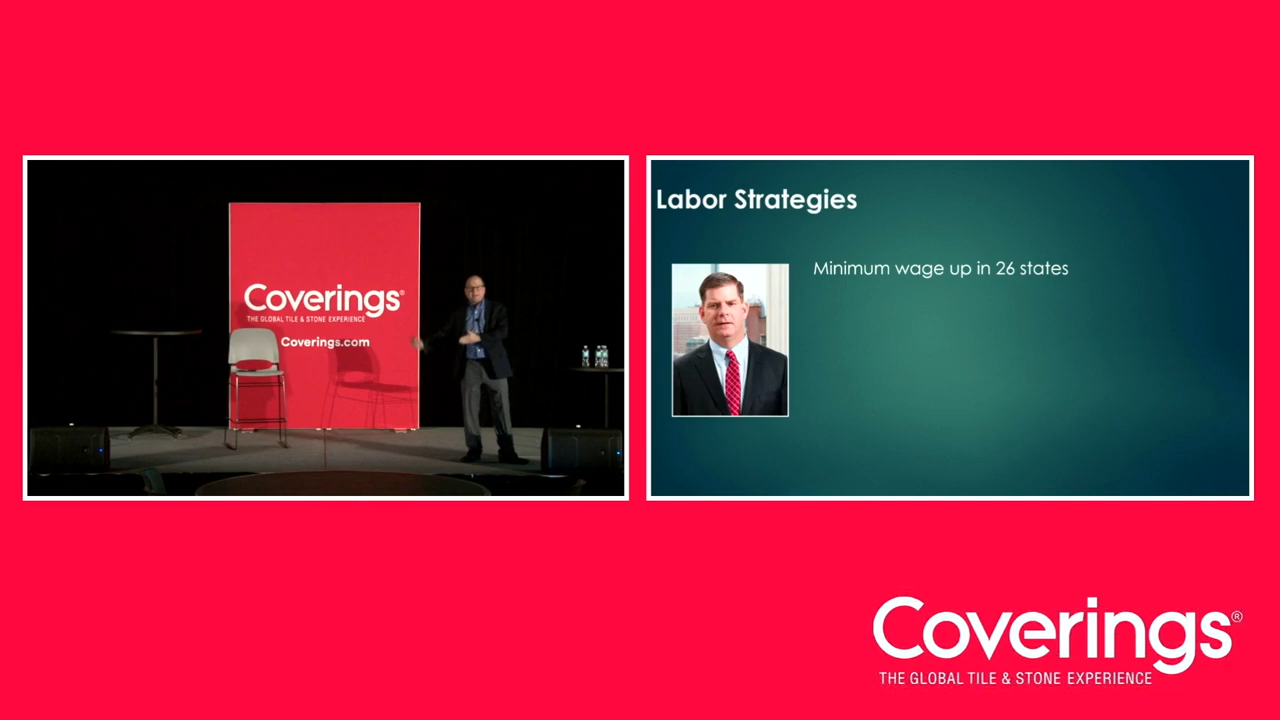 Coverings®
THE GLOBAL TILE & STONE EXPERIENCE
Coverings.com
Labor Strategies
Minimum wage up in 26 states
Coverings®
THE GLOBAL TILE & STONE EXPERIENCE